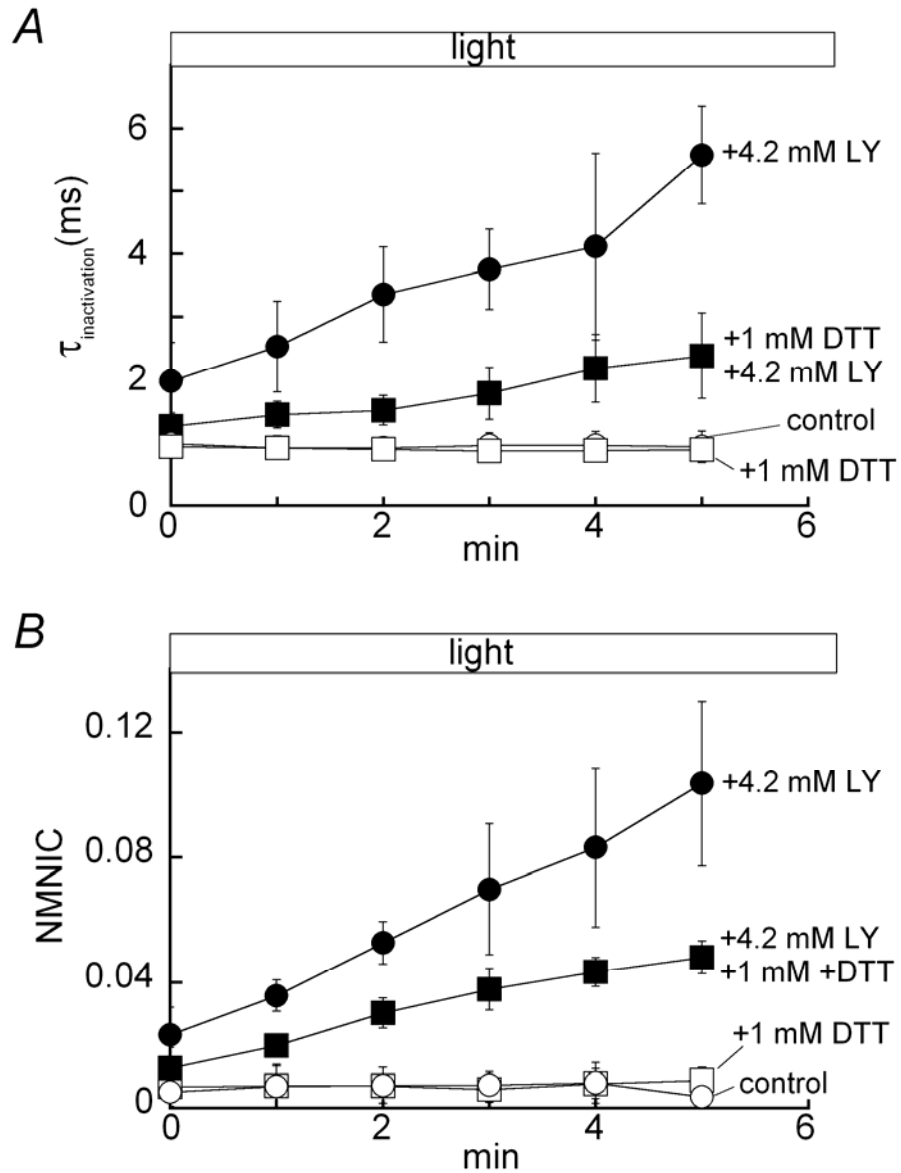 A
light
6
4
2
0
τinactivation(ms)
+4.2 mM LY
+1 mM DTT
+4.2 mM LY
control
+1 mM DTT
0 2 4 6
min
B
light
0.12
0.08
0.04
0
NMNIC
+4.2 mM LY
+4.2 mM LY
+1 mM +DTT
+1 mM DTT
control
0 2 4 6
min